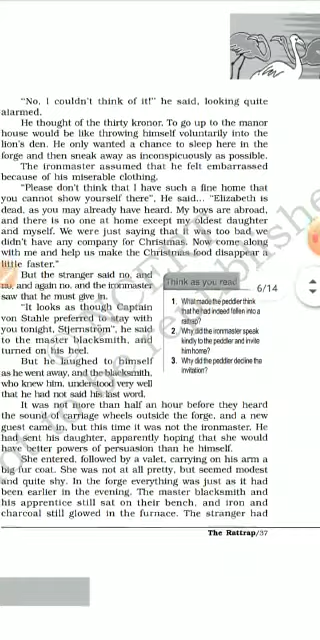 "No, I couldn't think of it!" he said, looking quite
alarmed.
He thought of the thirty kronor. To go up to the manor
house would be like throwing himself voluntarily into the
lion's den. He only wanted a chance to sleep here in the
forge and then sneak away as inconspicuously as possible.
The ironmaster assumed that he felt embarrassed
because of his miserable clothing.
"Please don't think that I have such a fine home that
you cannot show yourself there", He said... "Elizabeth is
dead, as you may already have heard. My boys are abroad,
and there is no one at home except my oldest daughter
and myself. We were just saying that it was too bad we
didn't have any company for Christmas. Now come along
with me and help us make the Christmas food disappear a
little faster."
But the stranger said no, and
no, and again no, and the ironmaster
saw that he must give in.
"It looks as though Captain
von Stahle preferred to stay with
you tonight, Stjernström", he said
to the master blacksmith, and
turned on his heel.
But he laughed to himself
as he went away, and the blacksmith,
who knew him, understood very well
that he had not said his last word.
Think as you read
6/14
1. What made the peddler think
that he had indeed fallen into a
rattrap?
2. Why did the ironmaster speak
kindly to the peddler and invite
him home?
3. Why did the peddler decline the
invitation?
It was not more than half an hour before they heard
the sound of carriage wheels outside the forge, and a new
guest came in, but this time it was not the ironmaster. He
had sent his daughter, apparently hoping that she would
have better powers of persuasion than he himself.
She entered, followed by a valet, carrying on his arm a
big fur coat. She was not at all pretty, but seemed modest
and quite shy. In the forge everything was just as it had
been earlier in the evening. The master blacksmith and
his apprentice still sat on their bench, and iron and
charcoal still glowed in the furnace. The stranger had
The Rattrap/37